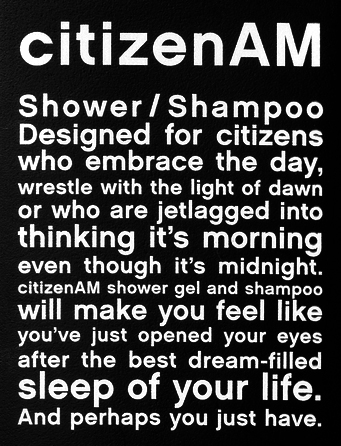 citizenAM
Shower/Shampoo
Designed for citizens
who embrace the day,
wrestle with the light of dawn
or who are jetlagged into
thinking it's morning
even though it's midnight.
citizenAM shower gel and shampoo
will make you feel like
you've just opened your eyes
after the best dream-filled
sleep of your life.
And perhaps you just have.